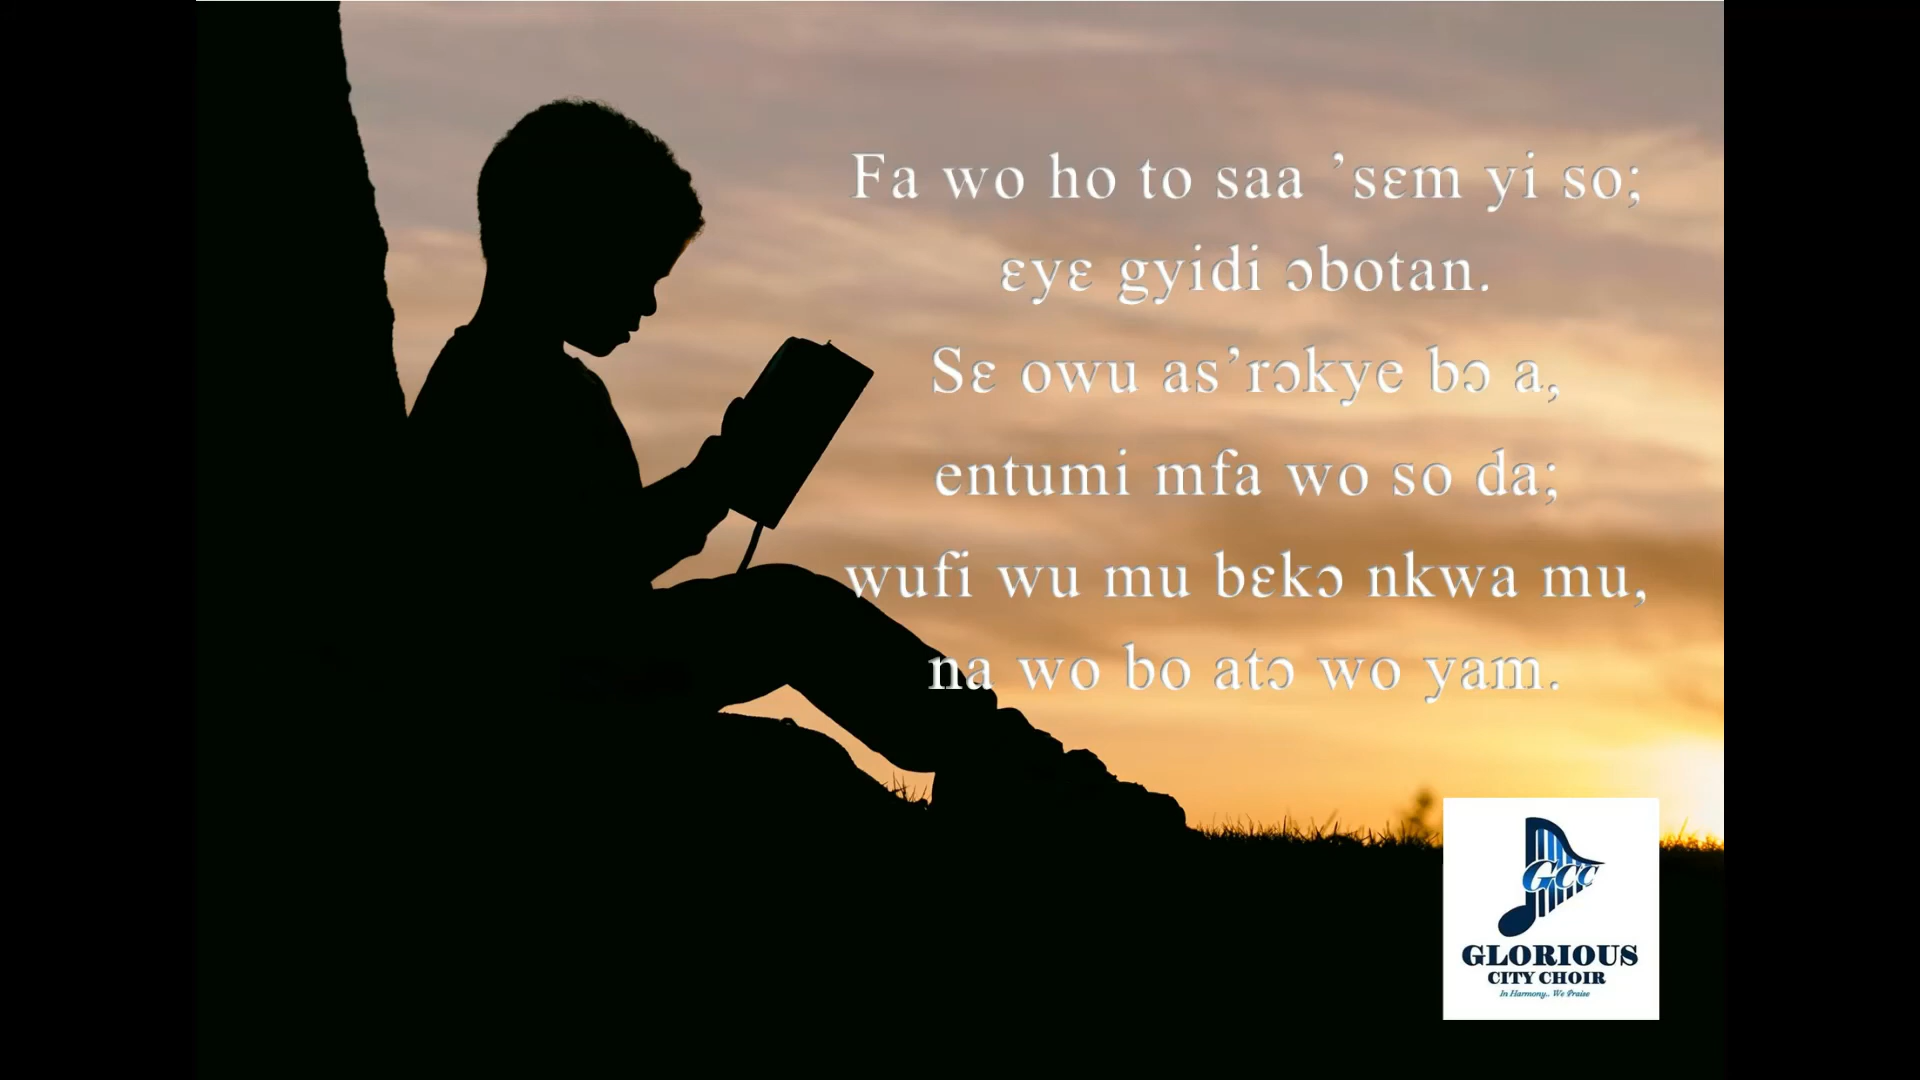 Fa wo ho to saa ’sɛm yi so;
ɛyɛ gyidi ɔbotan.
Sɛ owu as’rɔkye bɔ a,
entumi mfa wo so da;
wufi wu mu bɛkɔ nkwa mu,
na wo bo atɔ wo yam.
GCC
GLORIOUS
CITY CHOIR
In Harmony.. We Praise